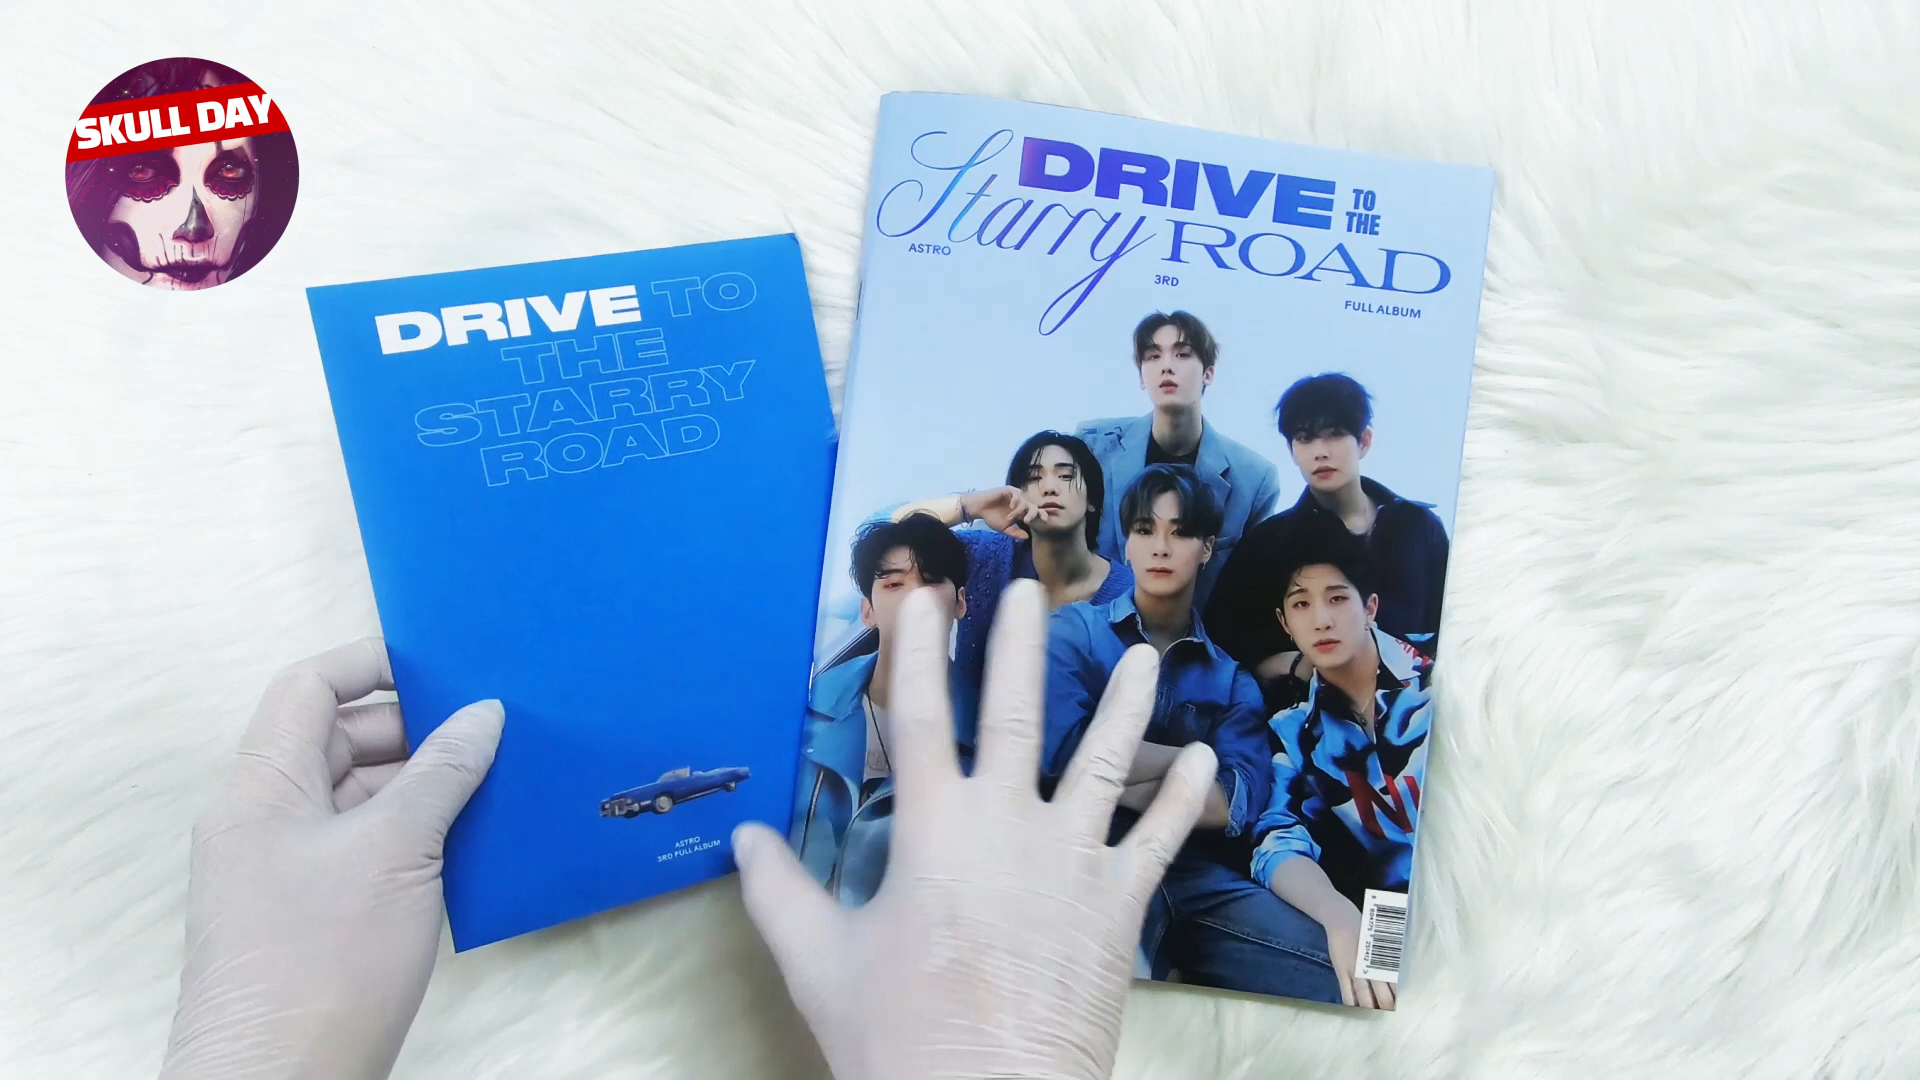 SKULL DAY
DRIVE TO
THE
STARRY
ROAD
ASTRO
3RD FULL ALBUM
DRIVE TO
THE
Starry ROAD
ASTRO
3RD
FULL ALBUM